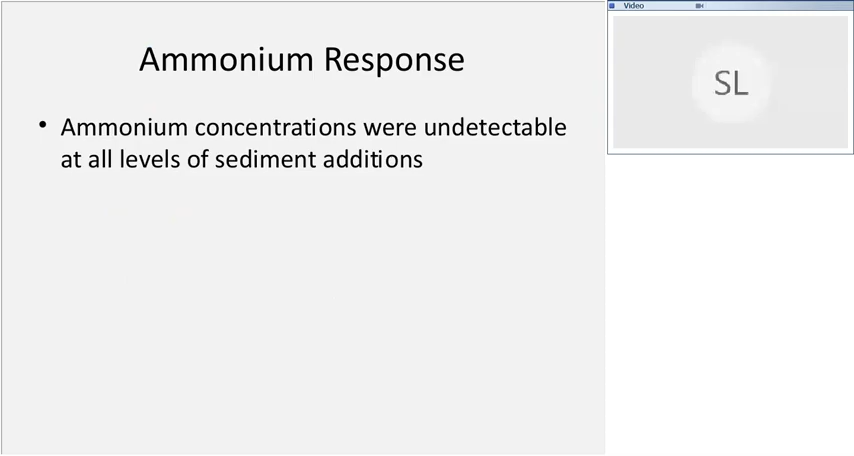 Ammonium Response
• Ammonium concentrations were undetectable
at all levels of sediment additions
Video
SL